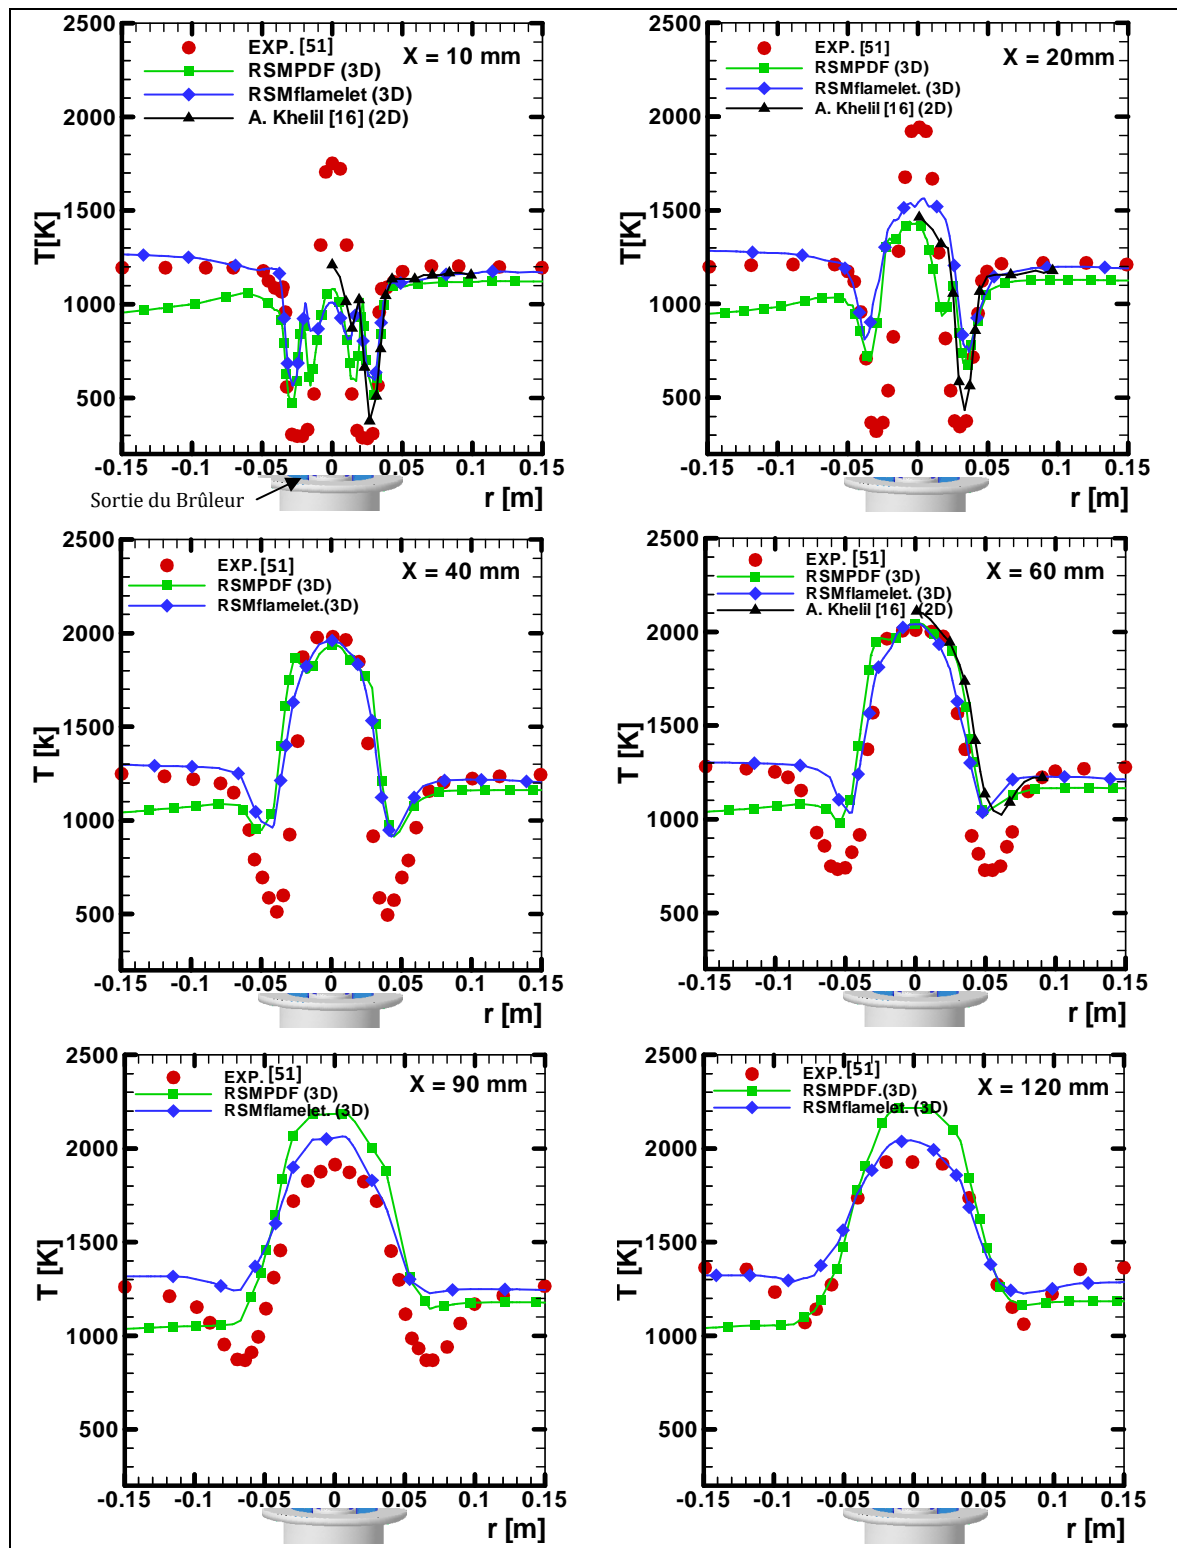 2500
2000
1500
1000
500
T[K]
EXP. [51]
RSMPDF (3D)
RSMflamelet (3D)
A. Khelil [16] (2D)
X = 10 mm
-0.15 -0.1 -0.05 0 0.05 0.1 0.15
r [m]
Sortie du Brûleur
2500
2000
1500
1000
500
T[K]
EXP. [51]
RSMPDF (3D)
RSMflamelet. (3D)
A. Khelil [16] (2D)
X = 20mm
-0.15 -0.1 -0.05 0 0.05 0.1 0.15
r [m]
2500
2000
1500
1000
500
T [k]
EXP. [51]
RSMPDF (3D)
RSMflamelet.(3D)
X = 40 mm
-0.15 -0.1 -0.05 0 0.05 0.1 0.15
r [m]
2500
2000
1500
1000
500
T [K]
EXP. [51]
RSMPDF (3D)
RSMflamelet. (3D)
A. Khelil [16] (2D)
X = 60 mm
-0.15 -0.1 -0.05 0 0.05 0.1 0.15
r [m]
2500
2000
1500
1000
500
T [K]
EXP. [51]
RSMPDF (3D)
RSMflamelet. (3D)
X = 90 mm
-0.15 -0.1 -0.05 0 0.05 0.1 0.15
r [m]
2500
2000
1500
1000
500
T [K]
EXP. [51]
RSMPDF.(3D)
RSMflamelet. (3D)
X = 120 mm
-0.15 -0.1 -0.05 0 0.05 0.1 0.15
r [m]